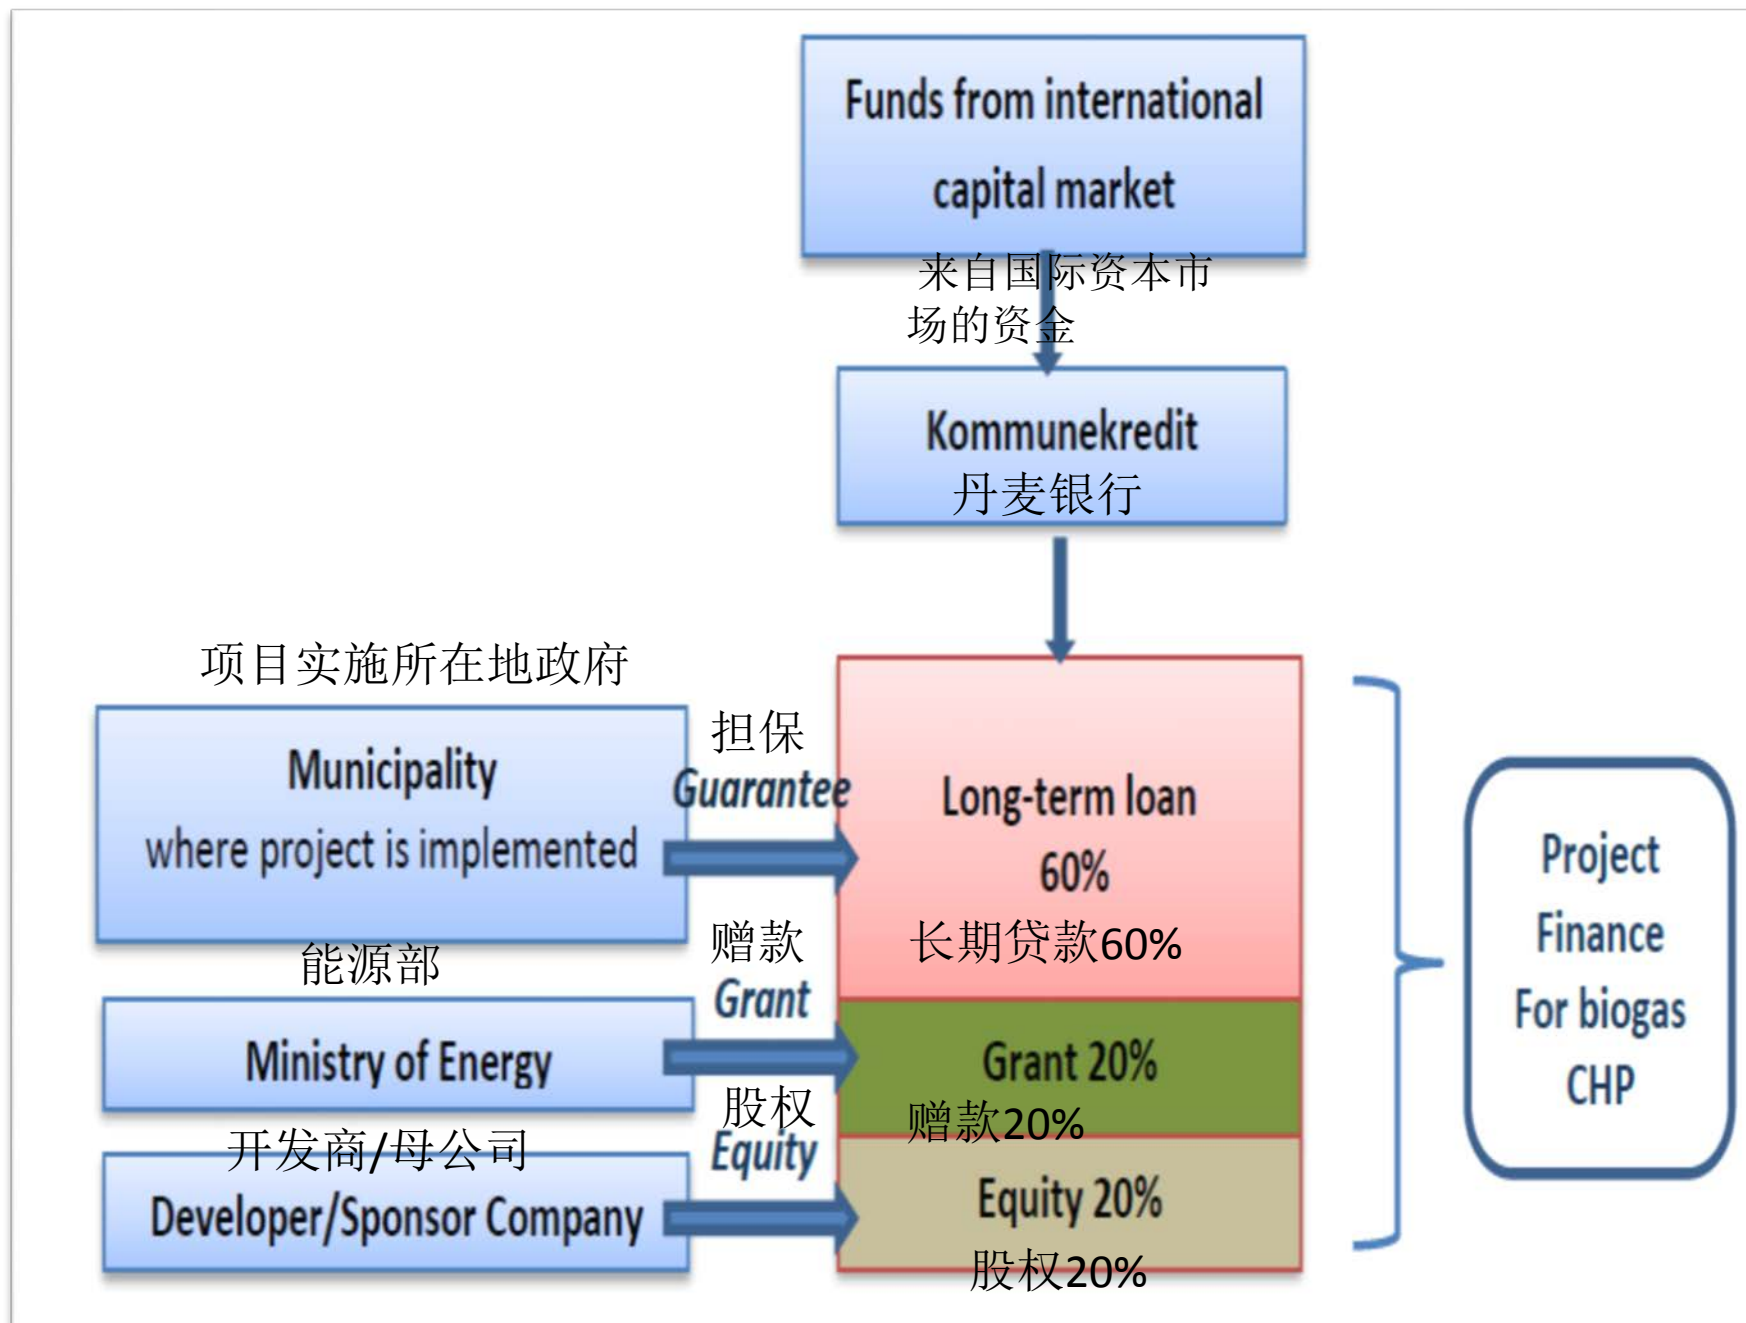 Funds from international
capital market
来自国际资本市
场的资金
Kommunekredit
丹麦银行
项目实施所在地政府
Municipality
where project is implemented
担保
Guarantee
Long-term loan
60%
长期贷款60%
能源部
Ministry of Energy
赠款
Grant
Grant 20%
赠款20%
开发商/母公司
Developer/Sponsor Company
股权
Equity
Equity 20%
股权20%
Project
Finance
For biogas
CHP